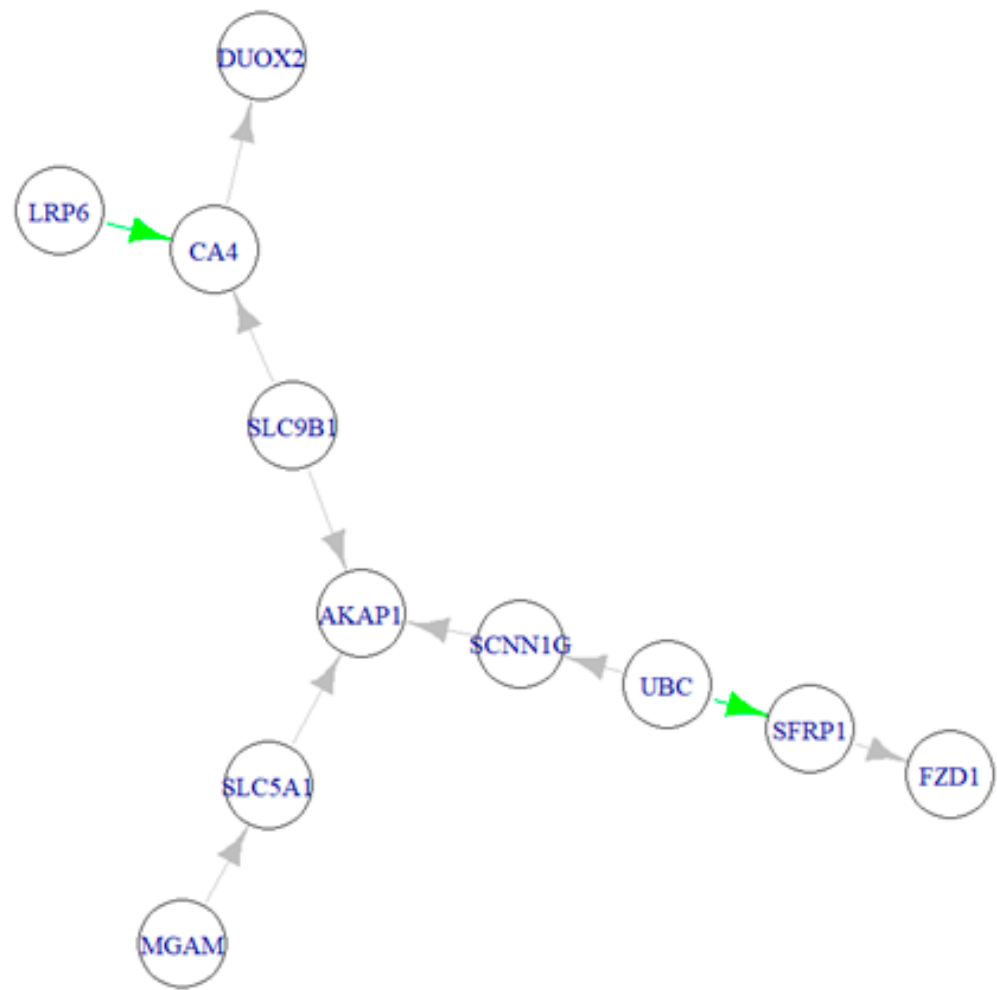 DUOX2
LRP6
CA4
SLC9B1
AKAP1
SCNN1G
UBC
SFRP1
FZD1
SLC5A1
MGAM